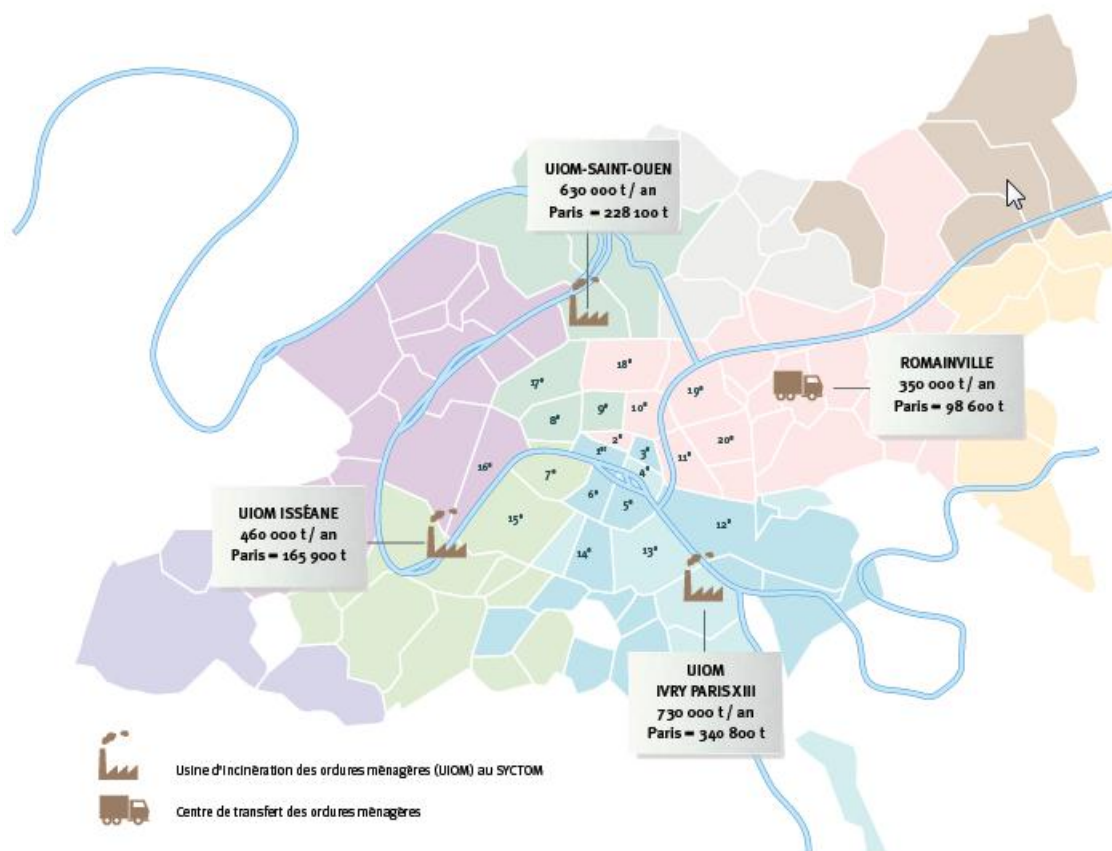 UIOM-SAINT-OUEN
630 000 t / an
Paris = 228 100 t
ROMAINVILLE
350 000 t / an
Paris = 98 600 t
18e
17e
19e
9e
10e
8e
2e
20e
1er
3e
11e
16e
4e
7e
6e
5e
15e
12e
14e
13e
UIOM ISSÉANE
460 000 t / an
Paris = 165 900 t
UIOM
IVRY PARIS XIII
730 000 t / an
Paris = 340 800 t
Usine d'incinération des ordures ménagères (UIOM) au SYCTOM
Centre de transfert des ordures ménagères